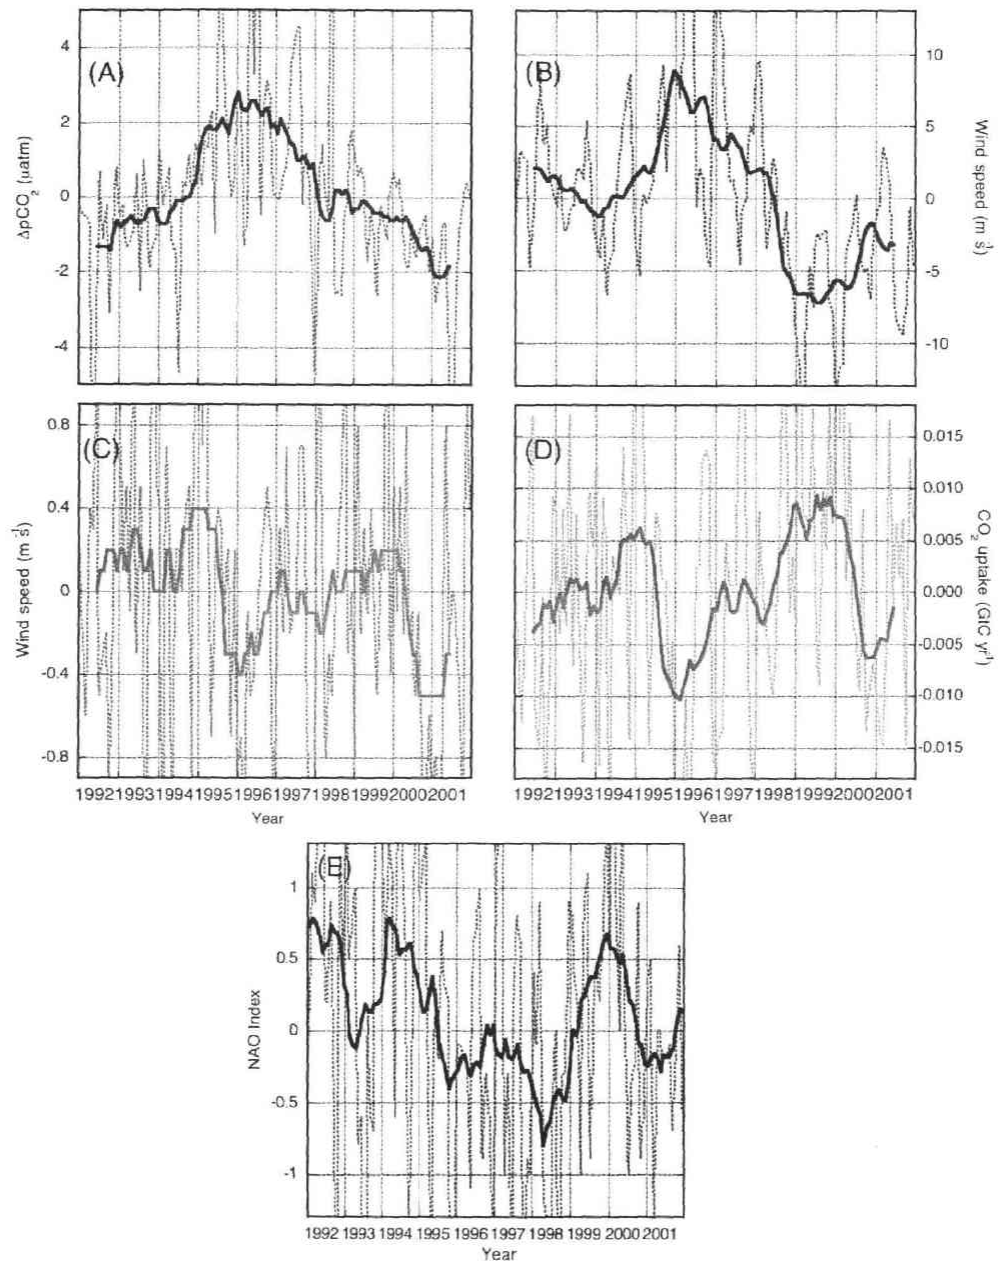 (A)
4
2
0
-2
-4
ΔpCO2 (µatm)
(B)
10
5
0
-5
-10
Wind speed (m s-1)
(C)
0.8
0.4
0
-0.4
-0.8
Wind speed (m s-1)
1992 1993 1994 1995 1996 1997 1998 1999 2000 2001
Year
(D)
0.015
0.010
0.005
0.000
-0.005
-0.010
-0.015
CO2 uptake (GtC yr-1)
1992 1993 1994 1995 1996 1997 1998 1999 2000 2001
Year
(E)
1
0.5
0
-0.5
-1
NAO Index
1992 1993 1994 1995 1996 1997 1998 1999 2000 2001
Year